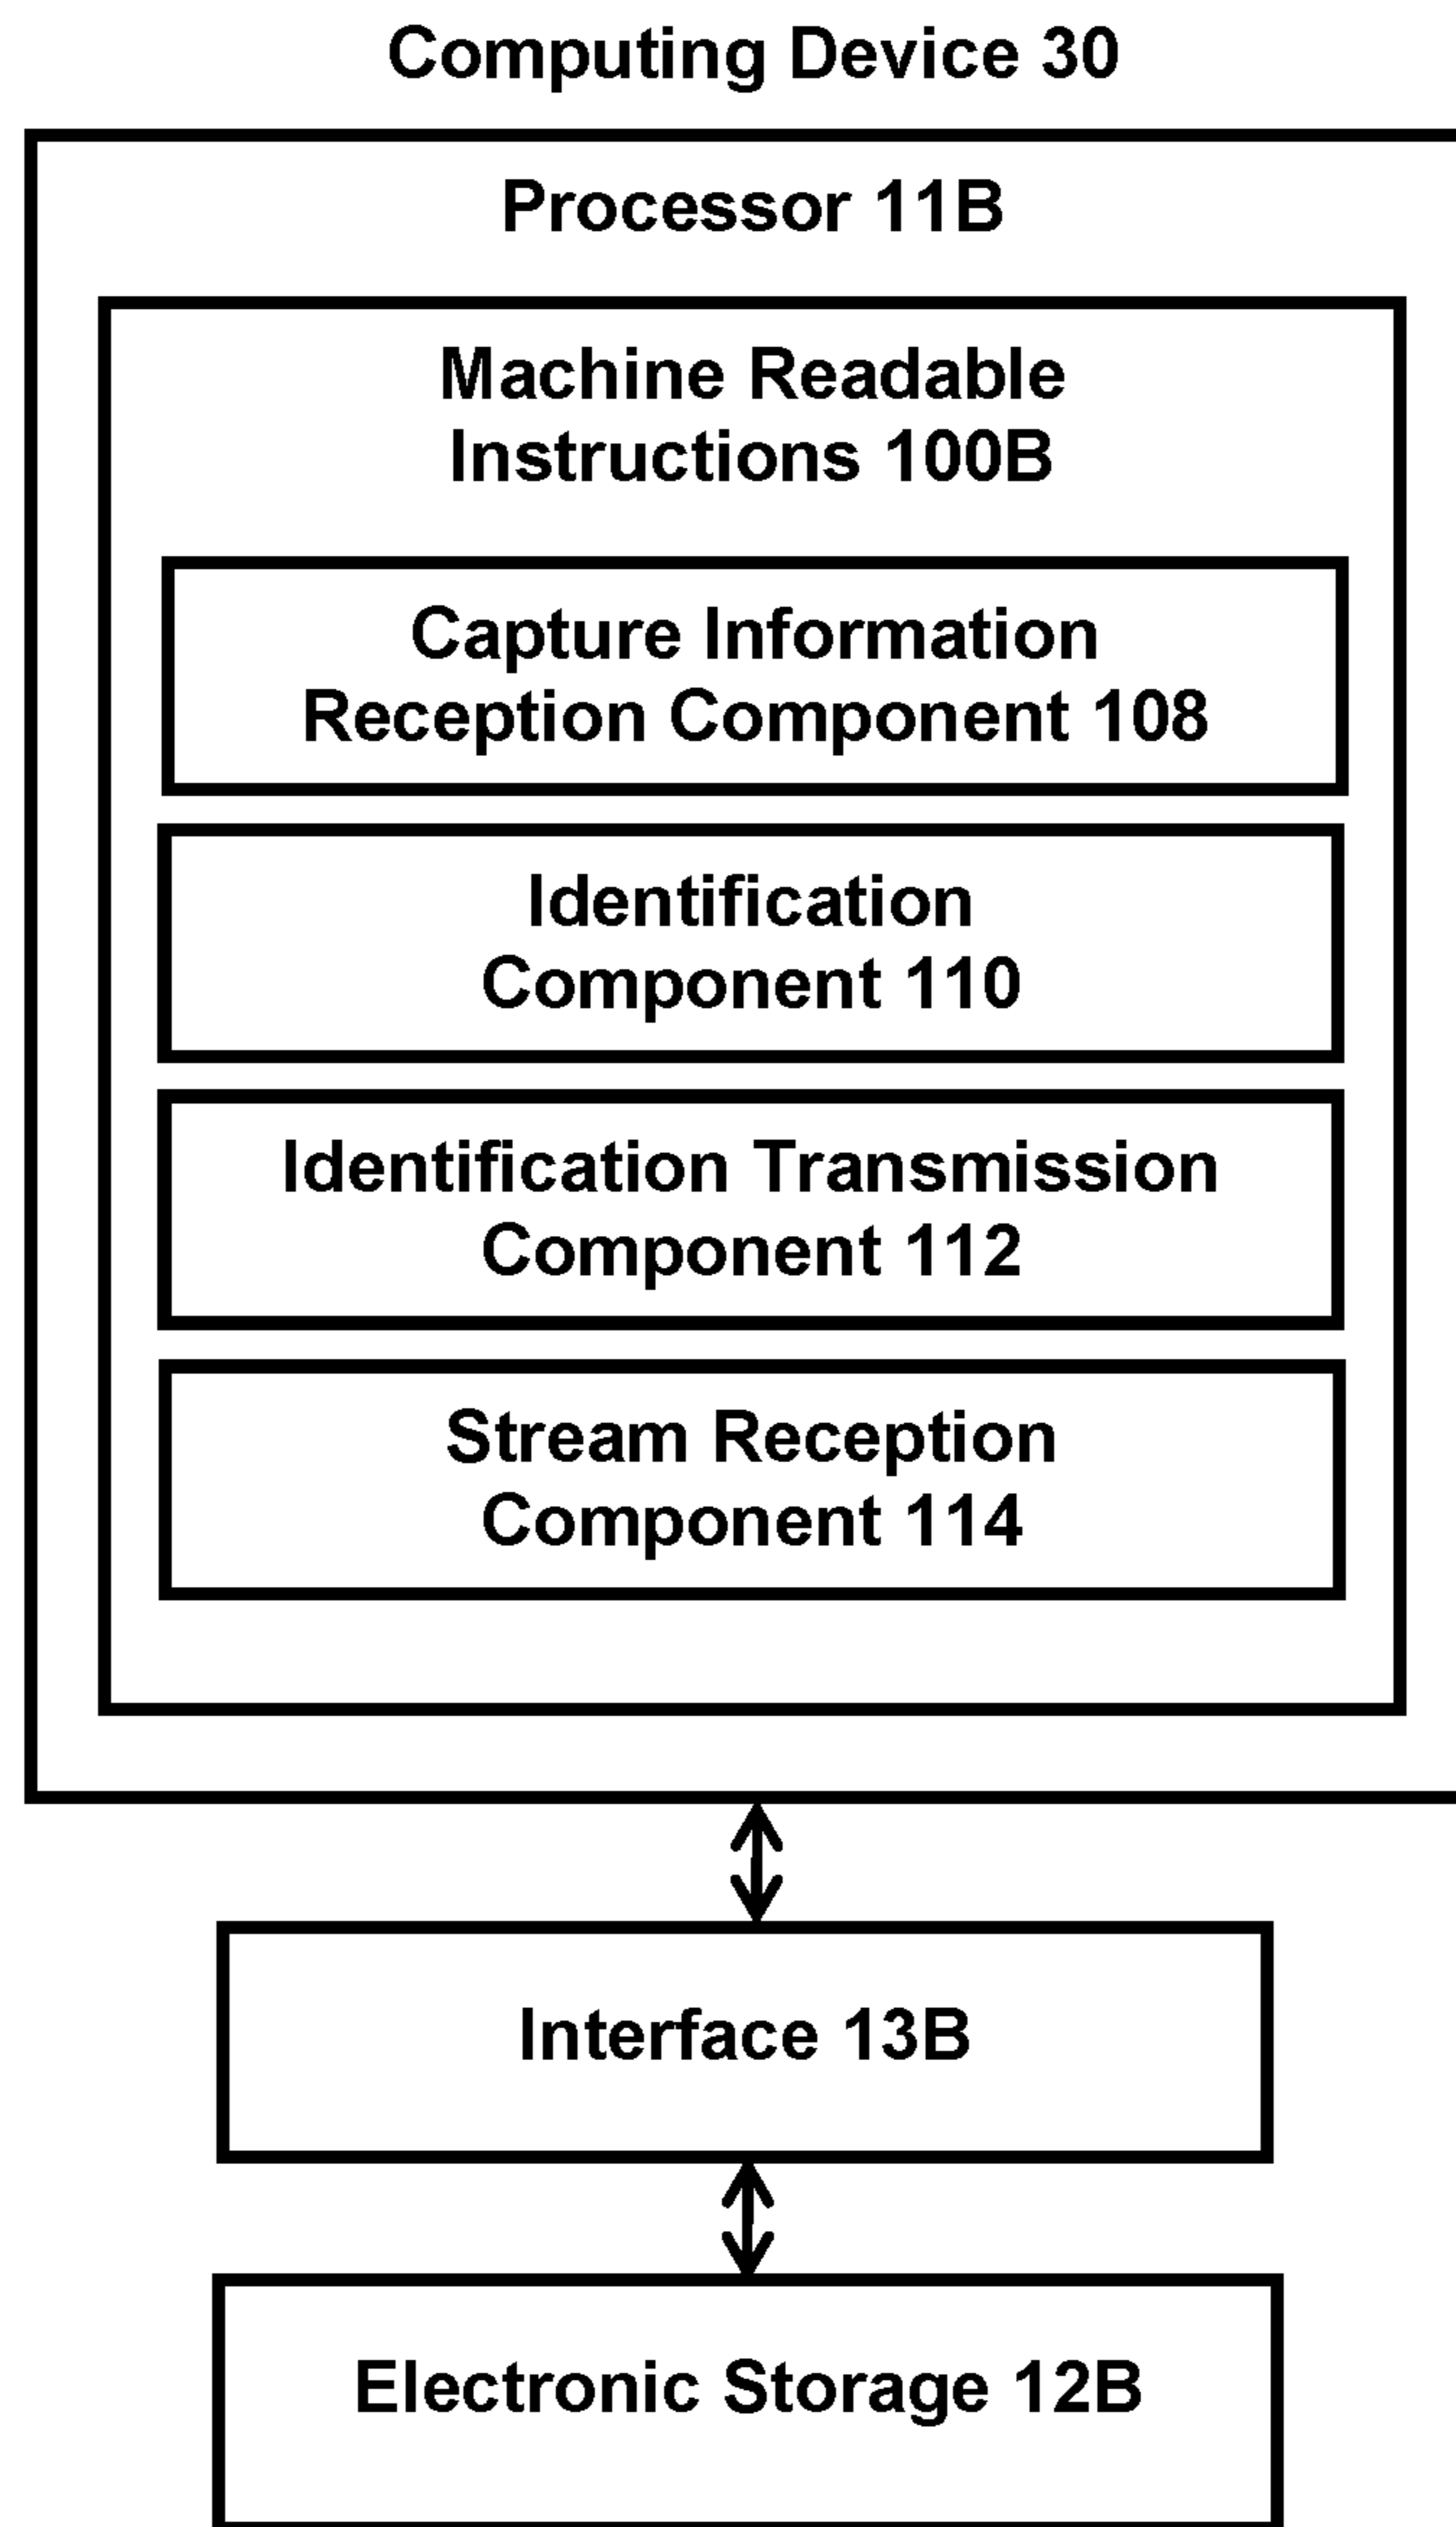 Computing Device 30
Processor 11B
Machine Readable
Instructions 100B
Capture Information
Reception Component 108
Identification
Component 110
Identification Transmission
Component 112
Stream Reception
Component 114
Interface 13B
Electronic Storage 12B